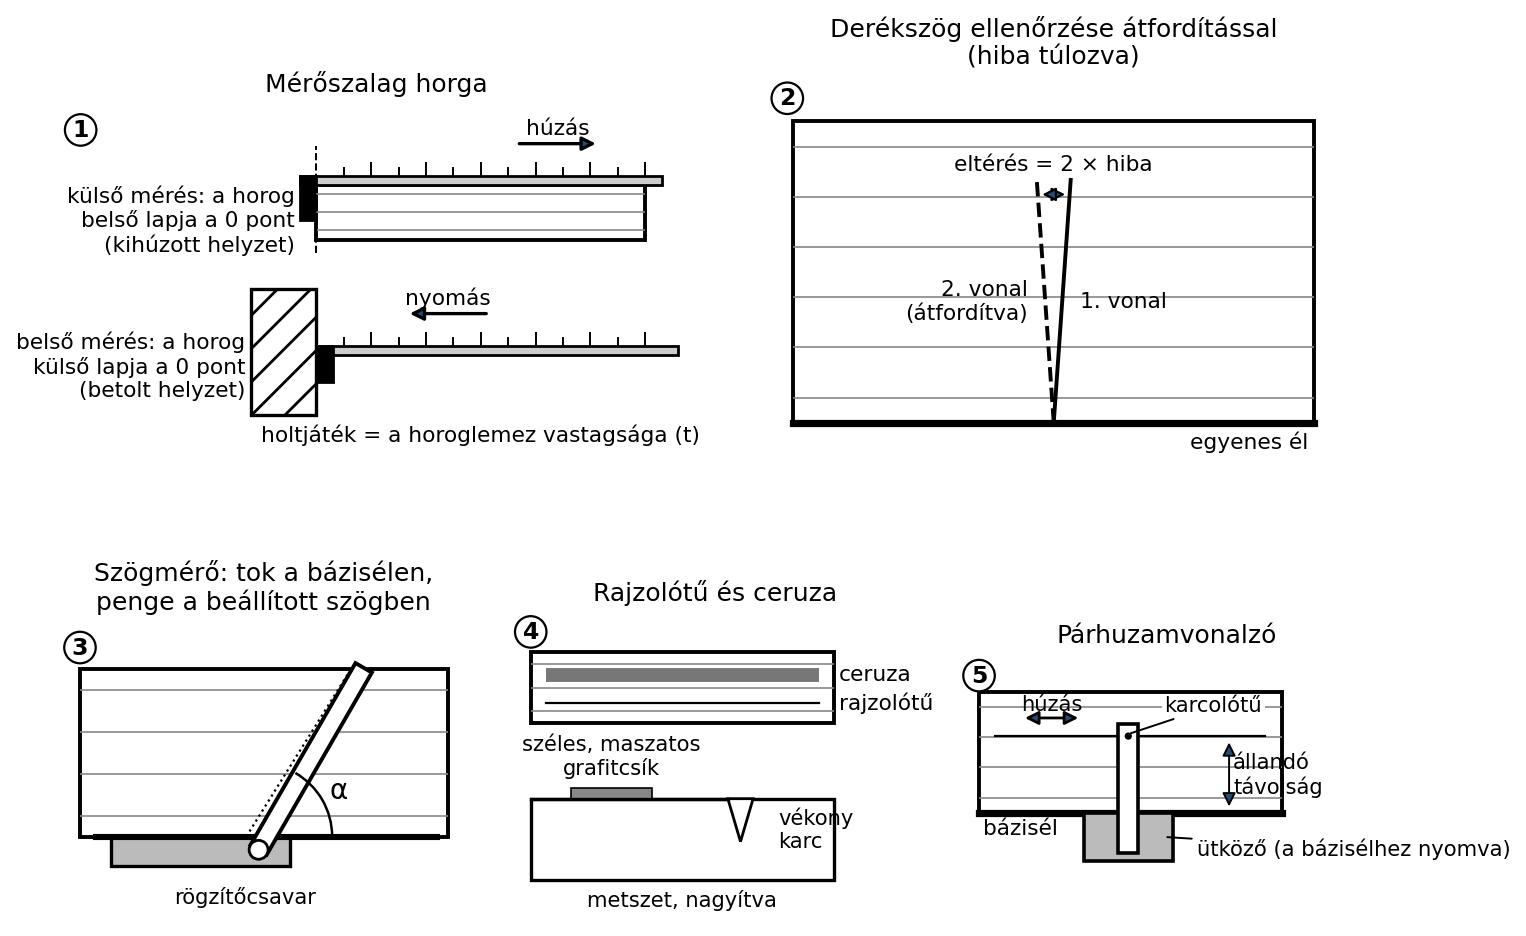 Mérőszalag horga
1
húzás
külső mérés: a horog
belső lapja a 0 pont
(kihúzott helyzet)
nyomás
belső mérés: a horog
külső lapja a 0 pont
(betolt helyzet)
holtjáték = a horoglemez vastagsága (t)
Derékszög ellenőrzése átfordítással
(hiba túlozva)
2
eltérés = 2 × hiba
2. vonal
(átfordítva)
1. vonal
egyenes él
Szögmérő: tok a bázisélen,
penge a beállított szögben
3
α
rögzítőcsavar
Rajzolótű és ceruza
4
ceruza
rajzolótű
széles, maszatos
grafitcsík
vékony
karc
metszet, nagyítva
Párhuzamvonalzó
5
húzás
karcolótű
állandó
távolság
bázisél
ütköző (a bázisélhez nyomva)